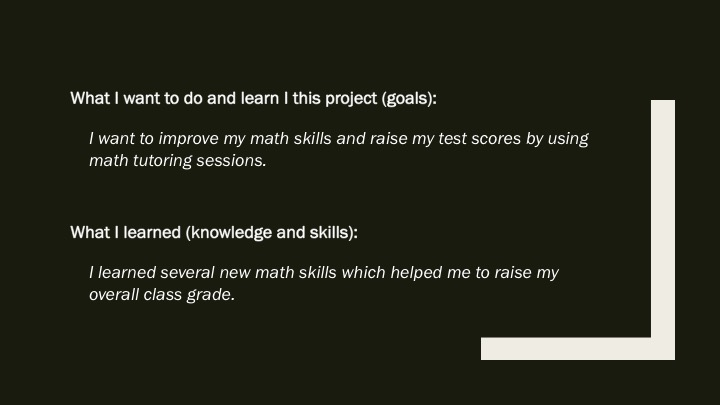 What I want to do and learn I this project (goals):
I want to improve my math skills and raise my test scores by using
math tutoring sessions.
What I learned (knowledge and skills):
I learned several new math skills which helped me to raise my
overall class grade.